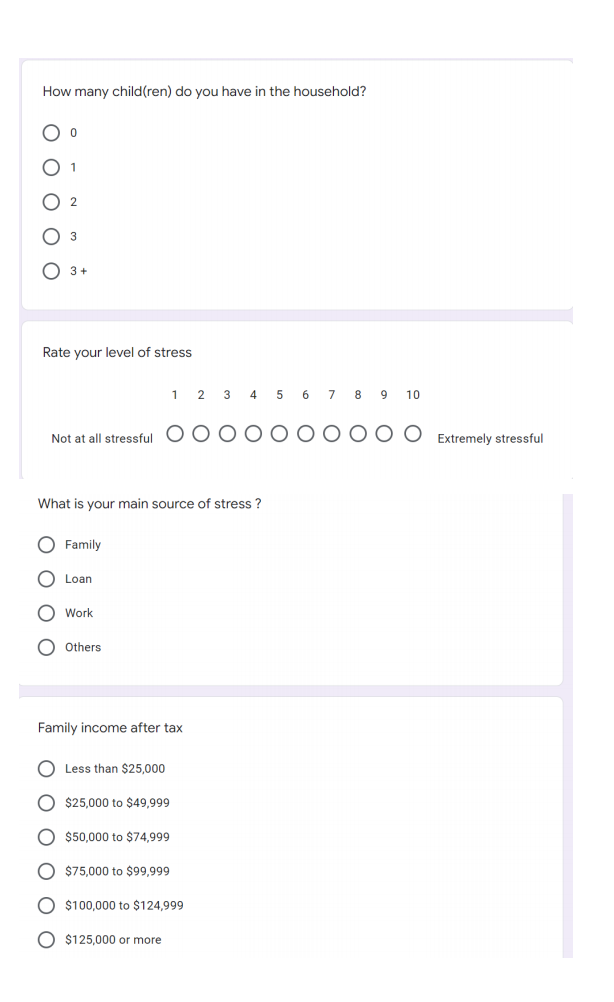 How many child(ren) do you have in the household?
0
1
2
3
3 +
Rate your level of stress
1 2 3 4 5 6 7 8 9 10
Not at all stressful Extremely stressful
What is your main source of stress ?
Family
Loan
Work
Others
Family income after tax
Less than $25,000
$25,000 to $49,999
$50,000 to $74,999
$75,000 to $99,999
$100,000 to $124,999
$125,000 or more